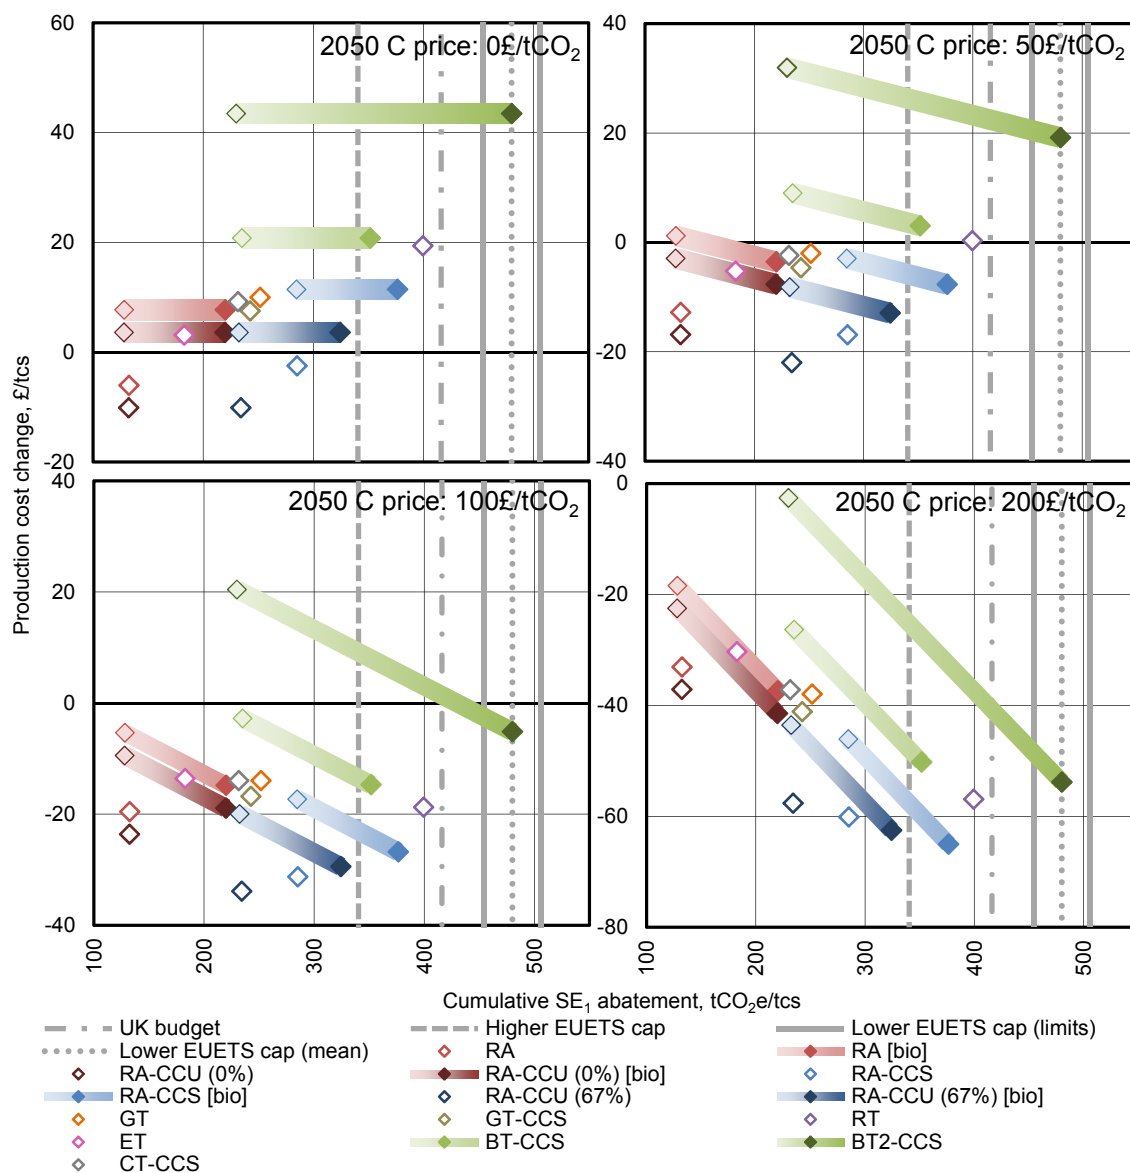 60
40
20
0
-20
2050 C price: 0£/tCO2
40
20
0
-20
-40
2050 C price: 50£/tCO2
40
20
0
-20
-40
2050 C price: 100£/tCO2
0
-20
-40
-60
-80
2050 C price: 200£/tCO2
Production cost change, £/tcs
100
200
300
400
500
100
200
300
400
500
Cumulative SE1 abatement, tCO2e/tcs
UK budget
Higher EUETS cap
Lower EUETS cap (limits)
Lower EUETS cap (mean)
RA
RA [bio]
RA-CCU (0%)
RA-CCU (0%) [bio]
RA-CCS
RA-CCS [bio]
RA-CCU (67%)
RA-CCU (67%) [bio]
GT
GT-CCS
RT
ET
BT-CCS
BT2-CCS
CT-CCS